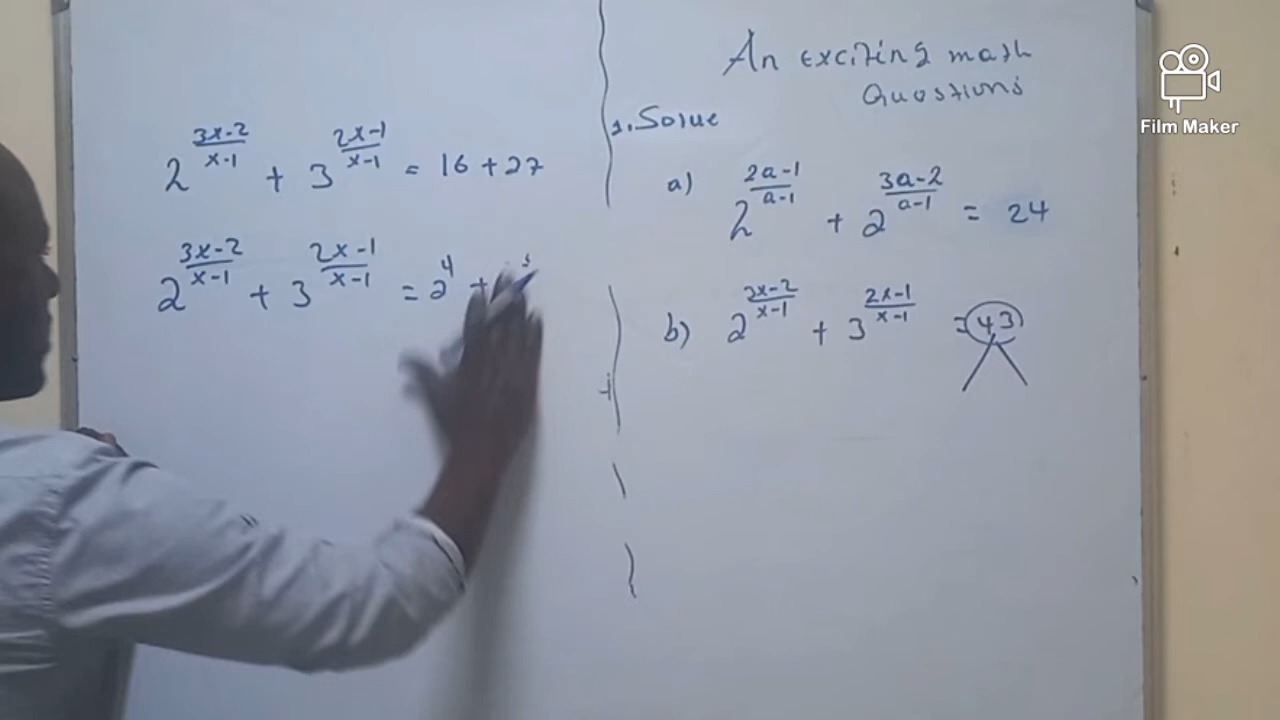 An exciting math
Questions
1. Solve
a) 2^((2a-1)/(a-1)) + 2^((3a-2)/(a-1)) = 24
b) 2^((3x-2)/(x-1)) + 3^((2x-1)/(x-1)) = 43
2^((3x-2)/(x-1)) + 3^((2x-1)/(x-1)) = 16 + 27
2^((3x-2)/(x-1)) + 3^((2x-1)/(x-1)) = 2^4 +
Film Maker